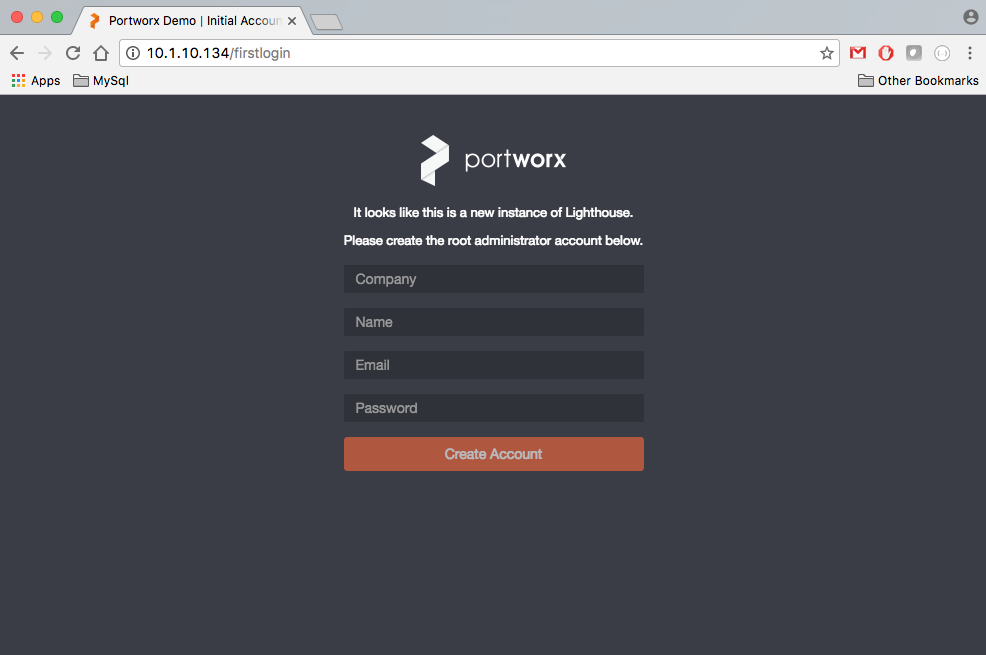 Portworx Demo | Initial Accoun
10.1.10.134/firstlogin
Apps
MySql
Other Bookmarks
portworx
It looks like this is a new instance of Lighthouse.
Please create the root administrator account below.
Company
Name
Email
Password
Create Account